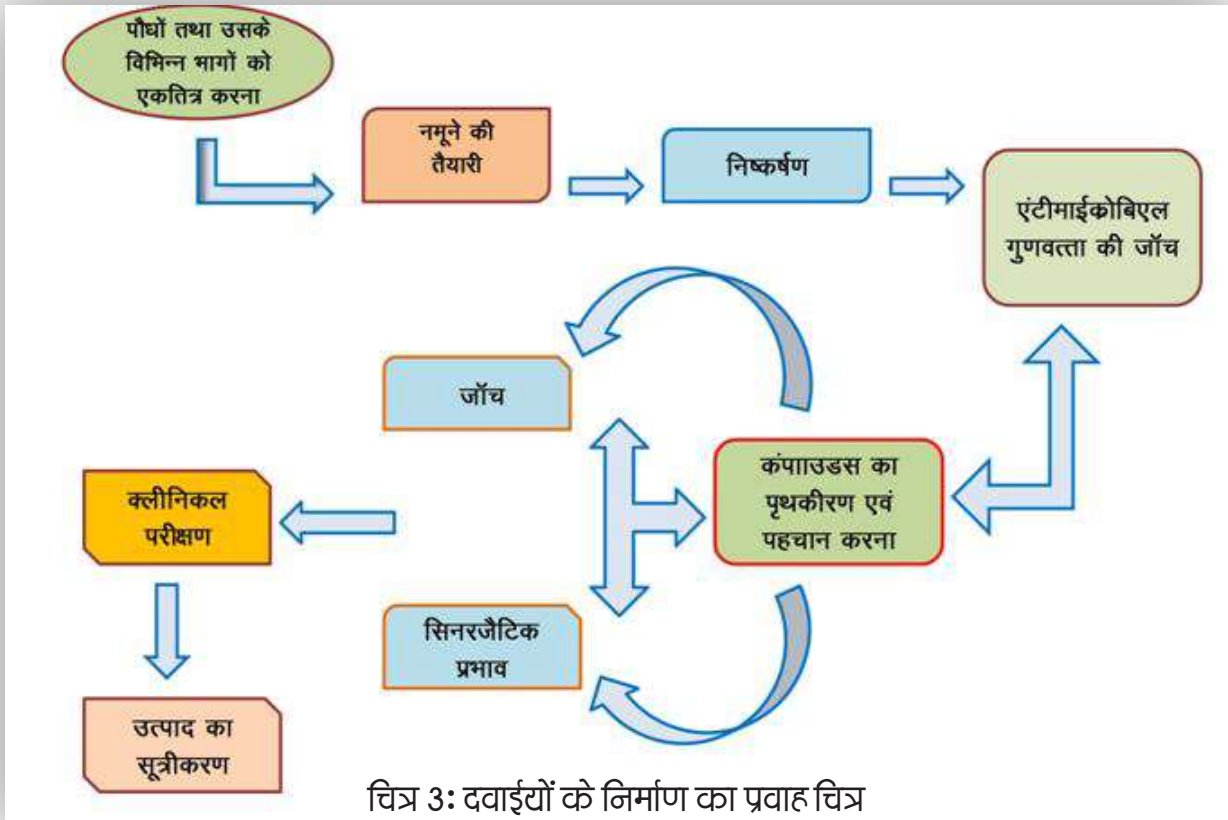 पौधों तथा उसके
विभिन्न भागों को
एकतित्र करना
नमूने की
तैयारी
निष्कर्षण
एंटीमाईक्रोबिएल
गुणवत्ता की जॉच
जॉच
कंपााउडस का
पृथकीरण एवं
पहचान करना
सिनरजैटिक
प्रभाव
क्लीनिकल
परीक्षण
उत्पाद का
सूत्रीकरण
चित्र 3: दवाईयों के निर्माण का प्रवाह चित्र